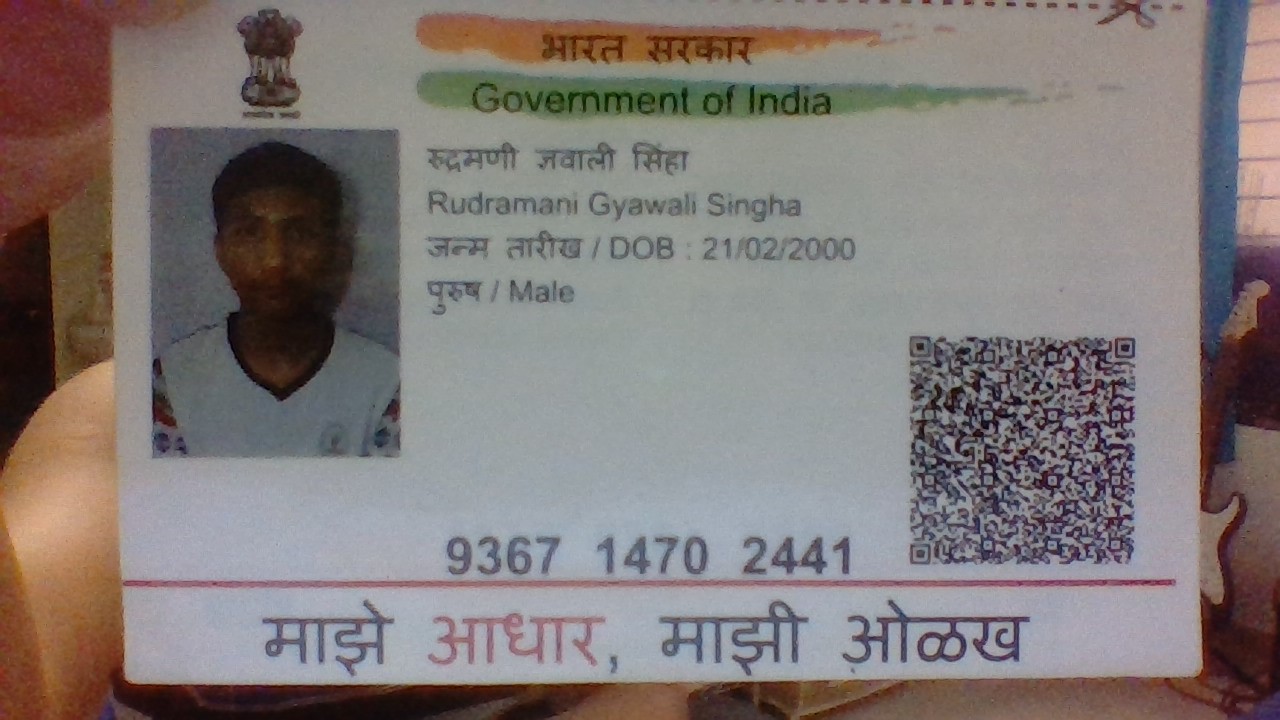 भारत सरकार
Government of India
रुद्रमणी ज्ञवाली सिंहा
Rudramani Gyawali Singha
जन्म तारीख / DOB : 21/02/2000
पुरुष / Male
9367 1470 2441
माझे आधार, माझी ओळख